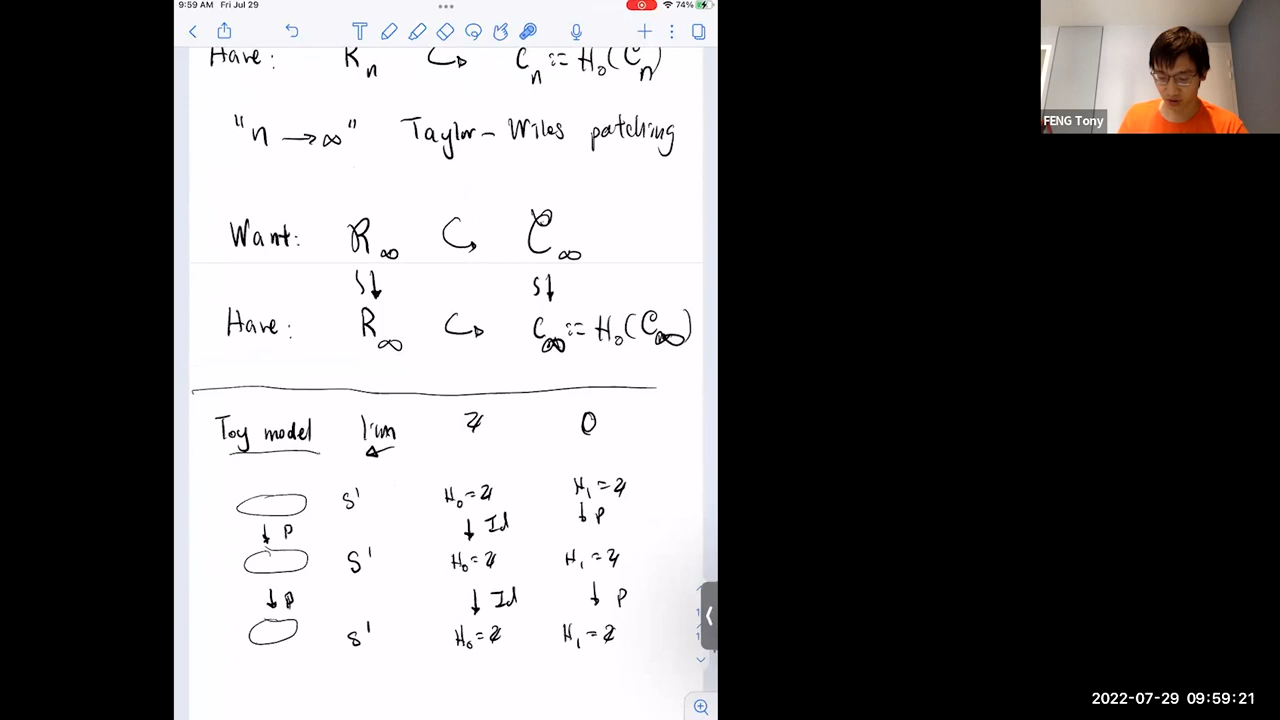 9:59 AM Fri Jul 29
74%
Have: R_n ↪ C_n := H_0(𝒞_n)
"n → ∞" Taylor-Wiles patching
Want: ℛ_∞ ↪ 𝒞_∞
S↓ S↓
Have: R_∞ ↪ C_∞ := H_0(𝒞_∞)
Toy model lim ← ℤ 0
S¹ H_0 = ℤ H_1 = ℤ
↓ p ↓ Id ↓ p
S¹ H_0 = ℤ H_1 = ℤ
↓ p ↓ Id ↓ p
S¹ H_0 = ℤ H_1 = ℤ
FENG Tony
2022-07-29 09:59:21